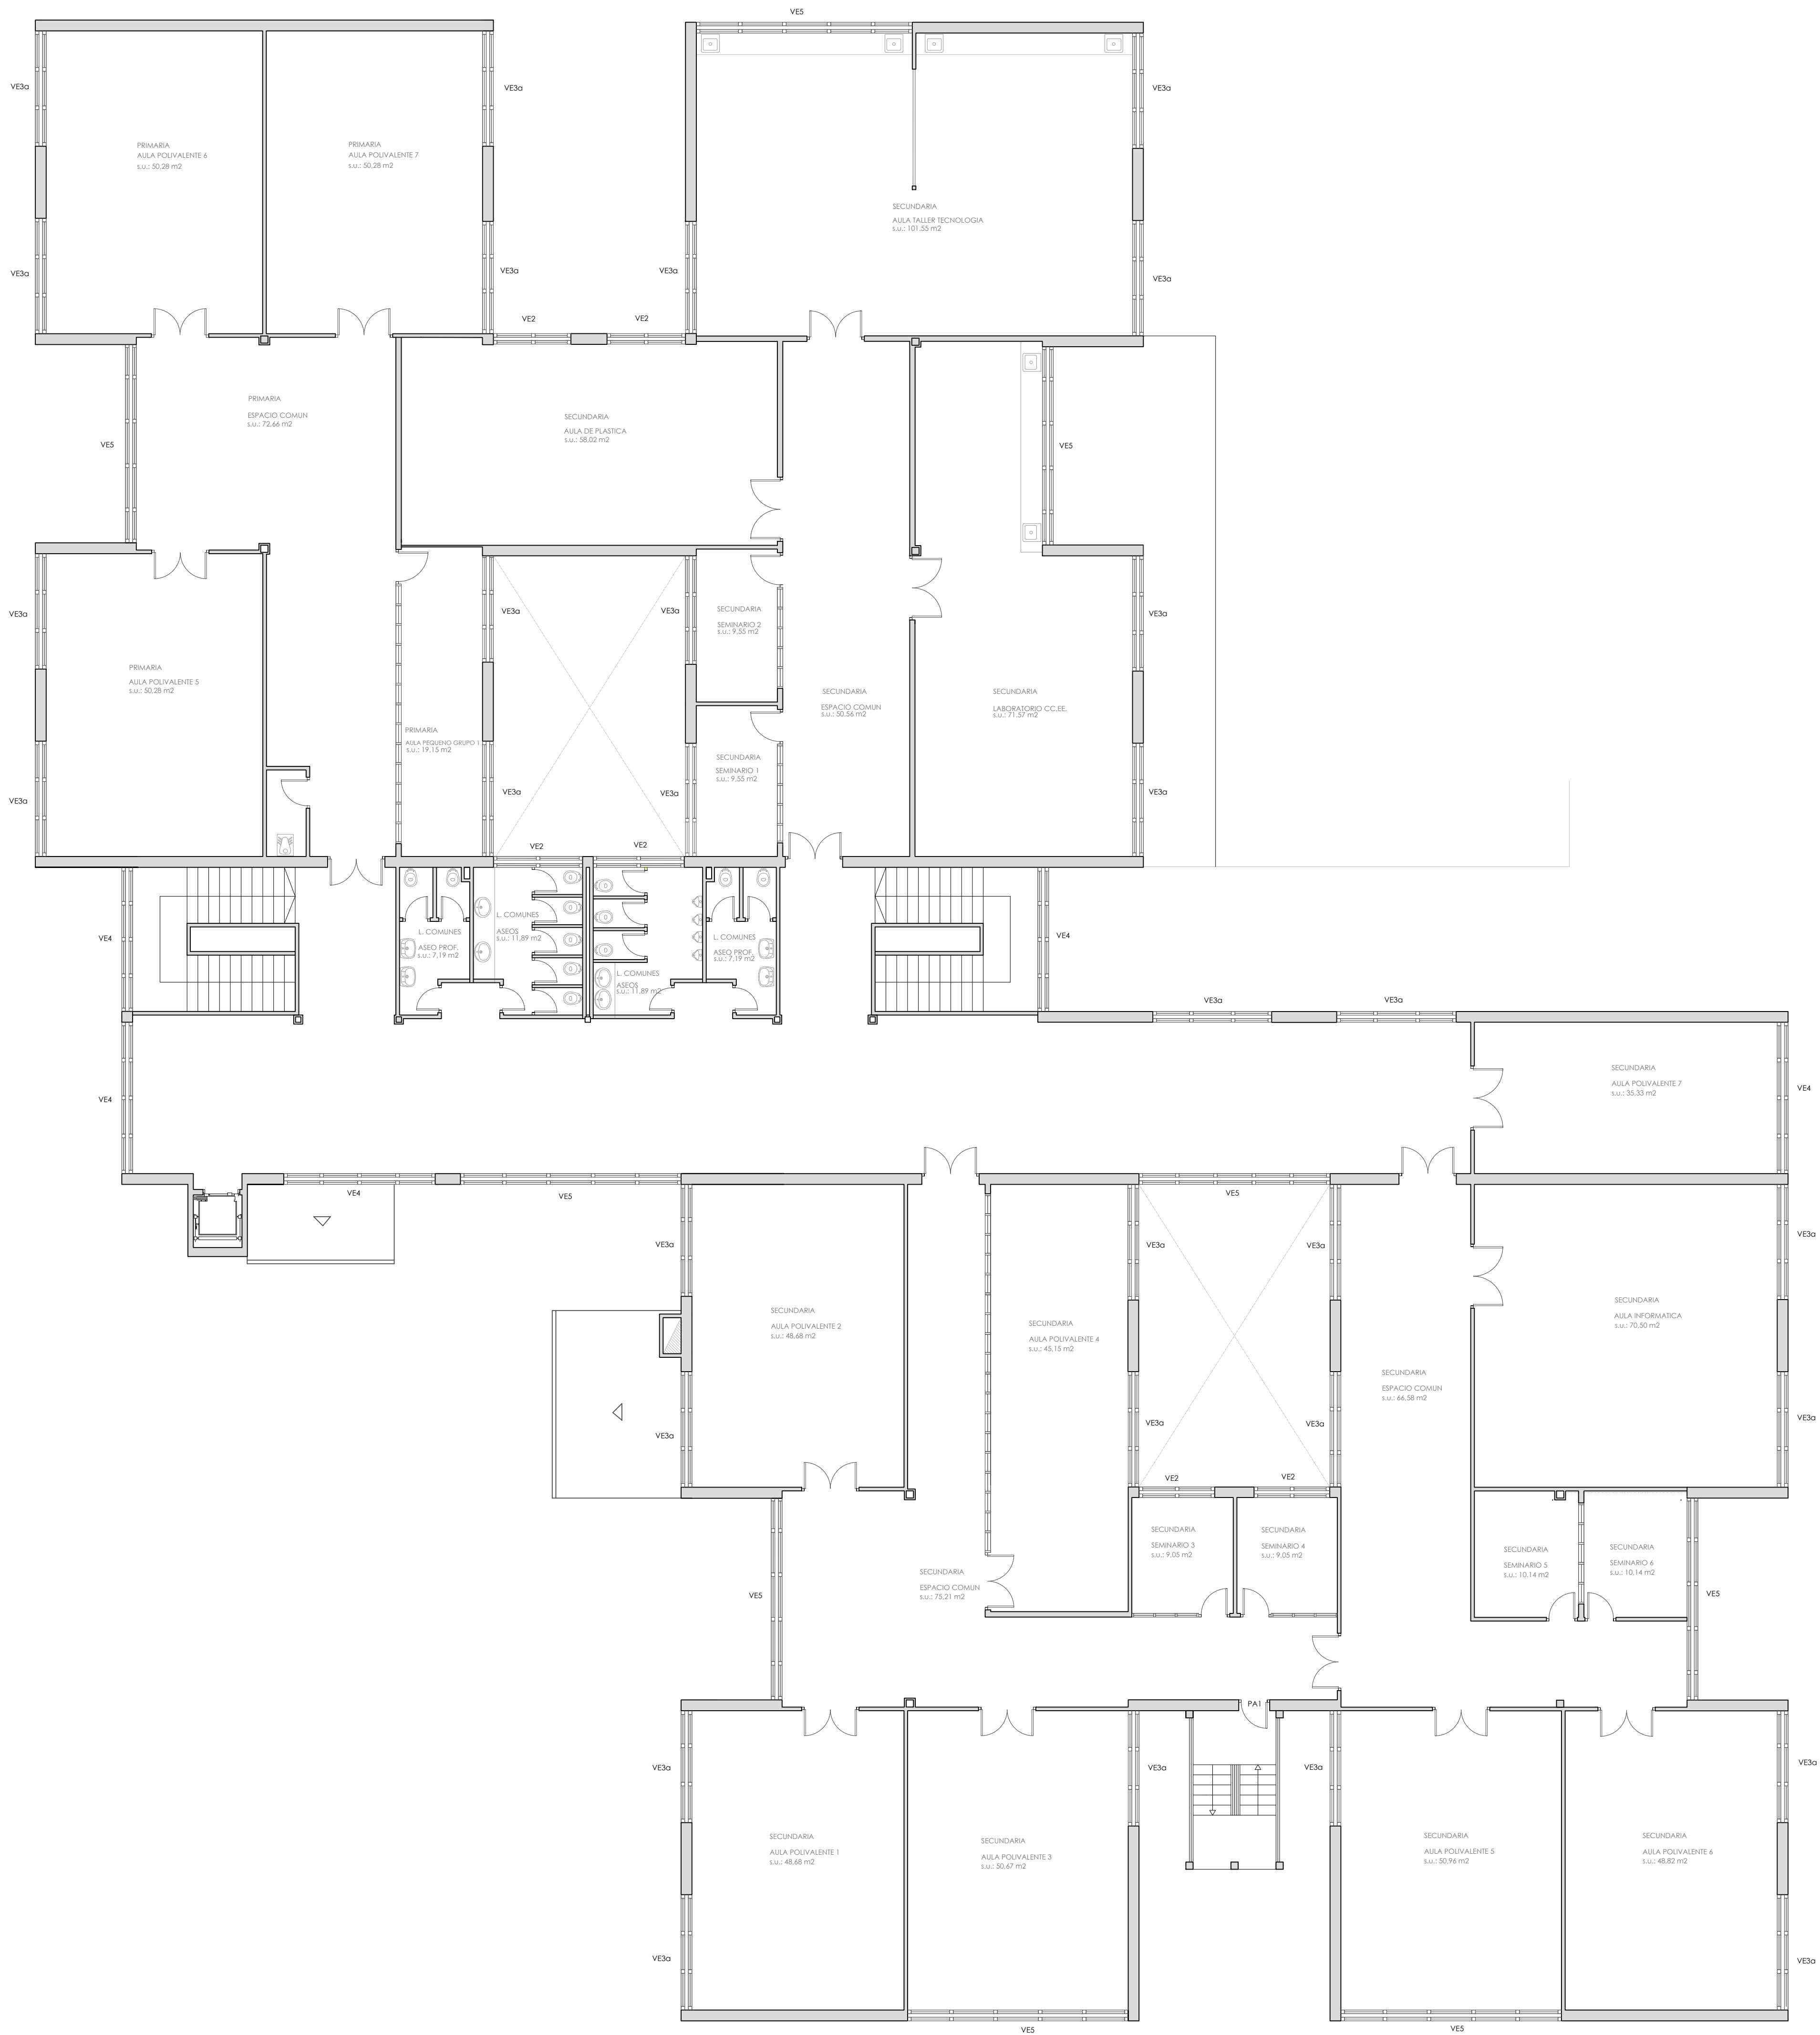 VE5
VE3a
VE3a
VE3a
PRIMARIA
AULA POLIVALENTE 6
s.u.: 50,28 m2
PRIMARIA
AULA POLIVALENTE 7
s.u.: 50,28 m2
SECUNDARIA
AULA TALLER TECNOLOGIA
s.u.: 101.55 m2
VE3a
VE3a
VE3a
VE3a
VE2
VE2
PRIMARIA
ESPACIO COMUN
s.u.: 72,66 m2
SECUNDARIA
AULA DE PLASTICA
s.u.: 58,02 m2
VE5
VE5
VE3a
VE3a
VE3a
VE3a
SECUNDARIA
SEMINARIO 2
s.u.: 9.55 m2
PRIMARIA
AULA POLIVALENTE 5
s.u.: 50,28 m2
SECUNDARIA
ESPACIO COMUN
s.u.: 50,56 m2
SECUNDARIA
LABORATORIO CC.EE.
s.u.: 71,57 m2
PRIMARIA
AULA PEQUENO GRUPO 1
s.u.: 19,15 m2
SECUNDARIA
SEMINARIO 1
s.u.: 9,55 m2
VE3a
VE3a
VE3a
VE3a
VE2
VE2
L. COMUNES
ASEO PROF.
s.u.: 7,19 m2
L. COMUNES
ASEOS
s.u.: 11,89 m2
L. COMUNES
ASEOS
s.u.: 11,89 m2
L. COMUNES
ASEO PROF.
s.u.: 7,19 m2
VE4
VE4
VE3a
VE3a
SECUNDARIA
AULA POLIVALENTE 7
s.u.: 35,33 m2
VE4
VE4
VE4
VE5
VE5
VE3a
VE3a
VE3a
VE3a
SECUNDARIA
AULA POLIVALENTE 2
s.u.: 48,68 m2
SECUNDARIA
AULA POLIVALENTE 4
s.u.: 45,15 m2
SECUNDARIA
AULA INFORMATICA
s.u.: 70,50 m2
SECUNDARIA
ESPACIO COMUN
s.u.: 66,58 m2
VE3a
VE3a
VE3a
VE3a
VE2
VE2
SECUNDARIA
SEMINARIO 3
s.u.: 9,05 m2
SECUNDARIA
SEMINARIO 4
s.u.: 9,05 m2
SECUNDARIA
SEMINARIO 5
s.u.: 10,14 m2
SECUNDARIA
SEMINARIO 6
s.u.: 10,14 m2
SECUNDARIA
ESPACIO COMUN
s.u.: 75,21 m2
VE5
VE5
PA1
VE3a
VE3a
VE3a
VE3a
SECUNDARIA
AULA POLIVALENTE 1
s.u.: 48,68 m2
SECUNDARIA
AULA POLIVALENTE 3
s.u.: 50,67 m2
SECUNDARIA
AULA POLIVALENTE 5
s.u.: 50,96 m2
SECUNDARIA
AULA POLIVALENTE 6
s.u.: 48,82 m2
VE3a
VE3a
VE5
VE5